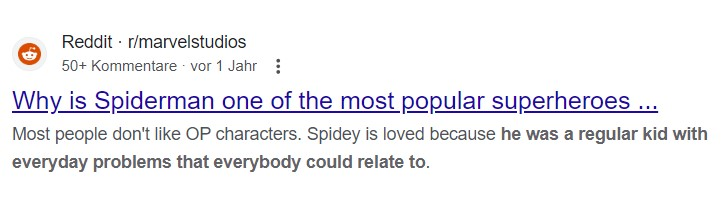 Reddit · r/marvelstudios
50+ Kommentare · vor 1 Jahr
Why is Spiderman one of the most popular superheroes ...
Most people don't like OP characters. Spidey is loved because he was a regular kid with
everyday problems that everybody could relate to.